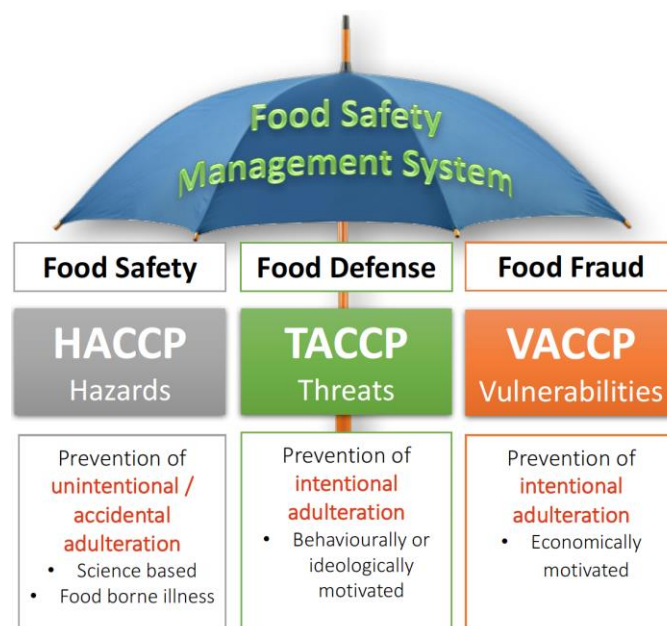 Food Safety
Management System
Food Safety
HACCP
Hazards
Prevention of
unintentional /
accidental
adulteration
• Science based
• Food borne illness
Food Defense
TACCP
Threats
Prevention of
intentional
adulteration
• Behaviourally or
ideologically
motivated
Food Fraud
VACCP
Vulnerabilities
Prevention of
intentional
adulteration
• Economically
motivated